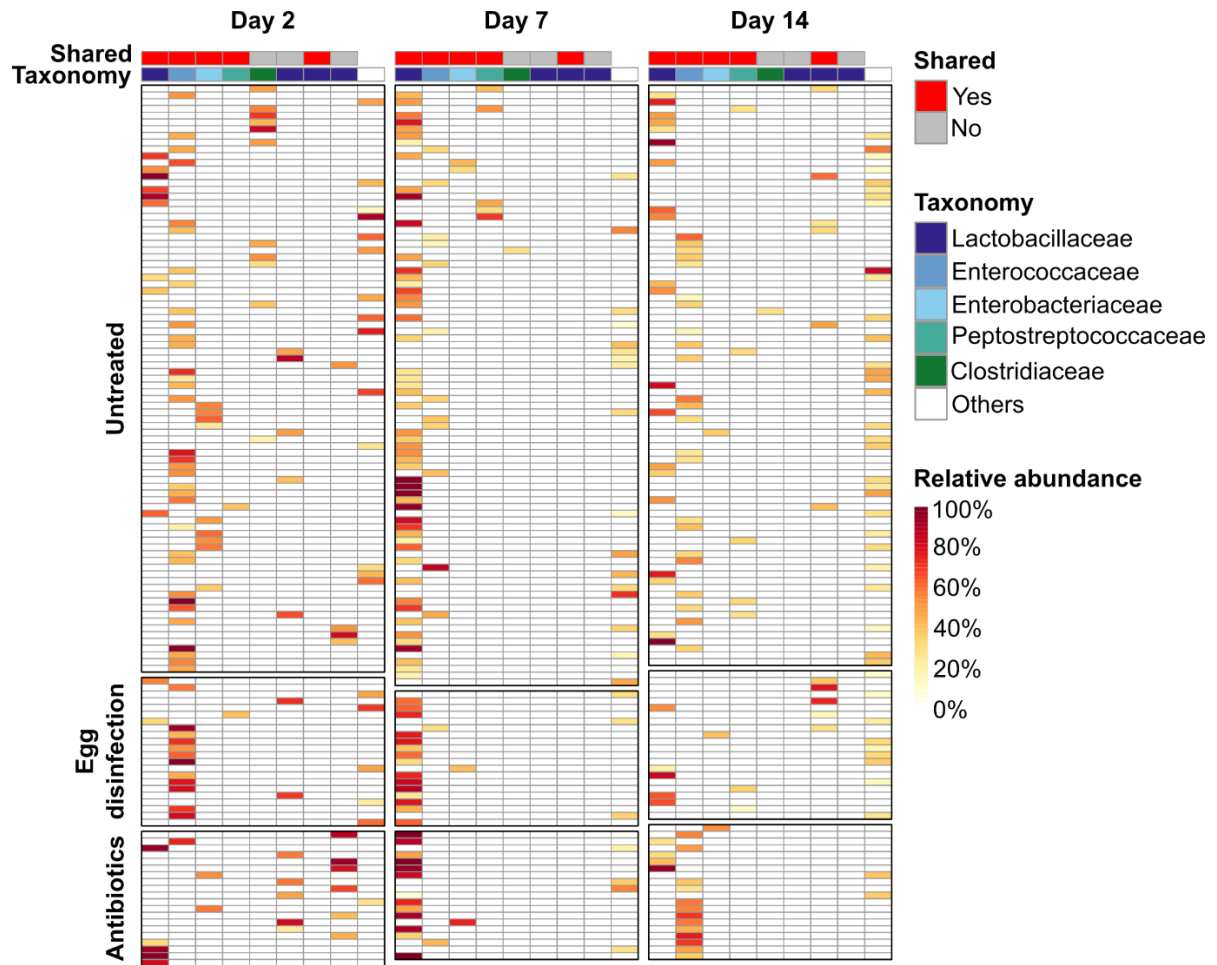 Day 2
Day 7
Day 14
Shared
Taxonomy
Untreated
Egg
disinfection
Antibiotics
Shared
Yes
No
Taxonomy
Lactobacillaceae
Enterococcaceae
Enterobacteriaceae
Peptostreptococcaceae
Clostridiaceae
Others
Relative abundance
100%
80%
60%
40%
20%
0%